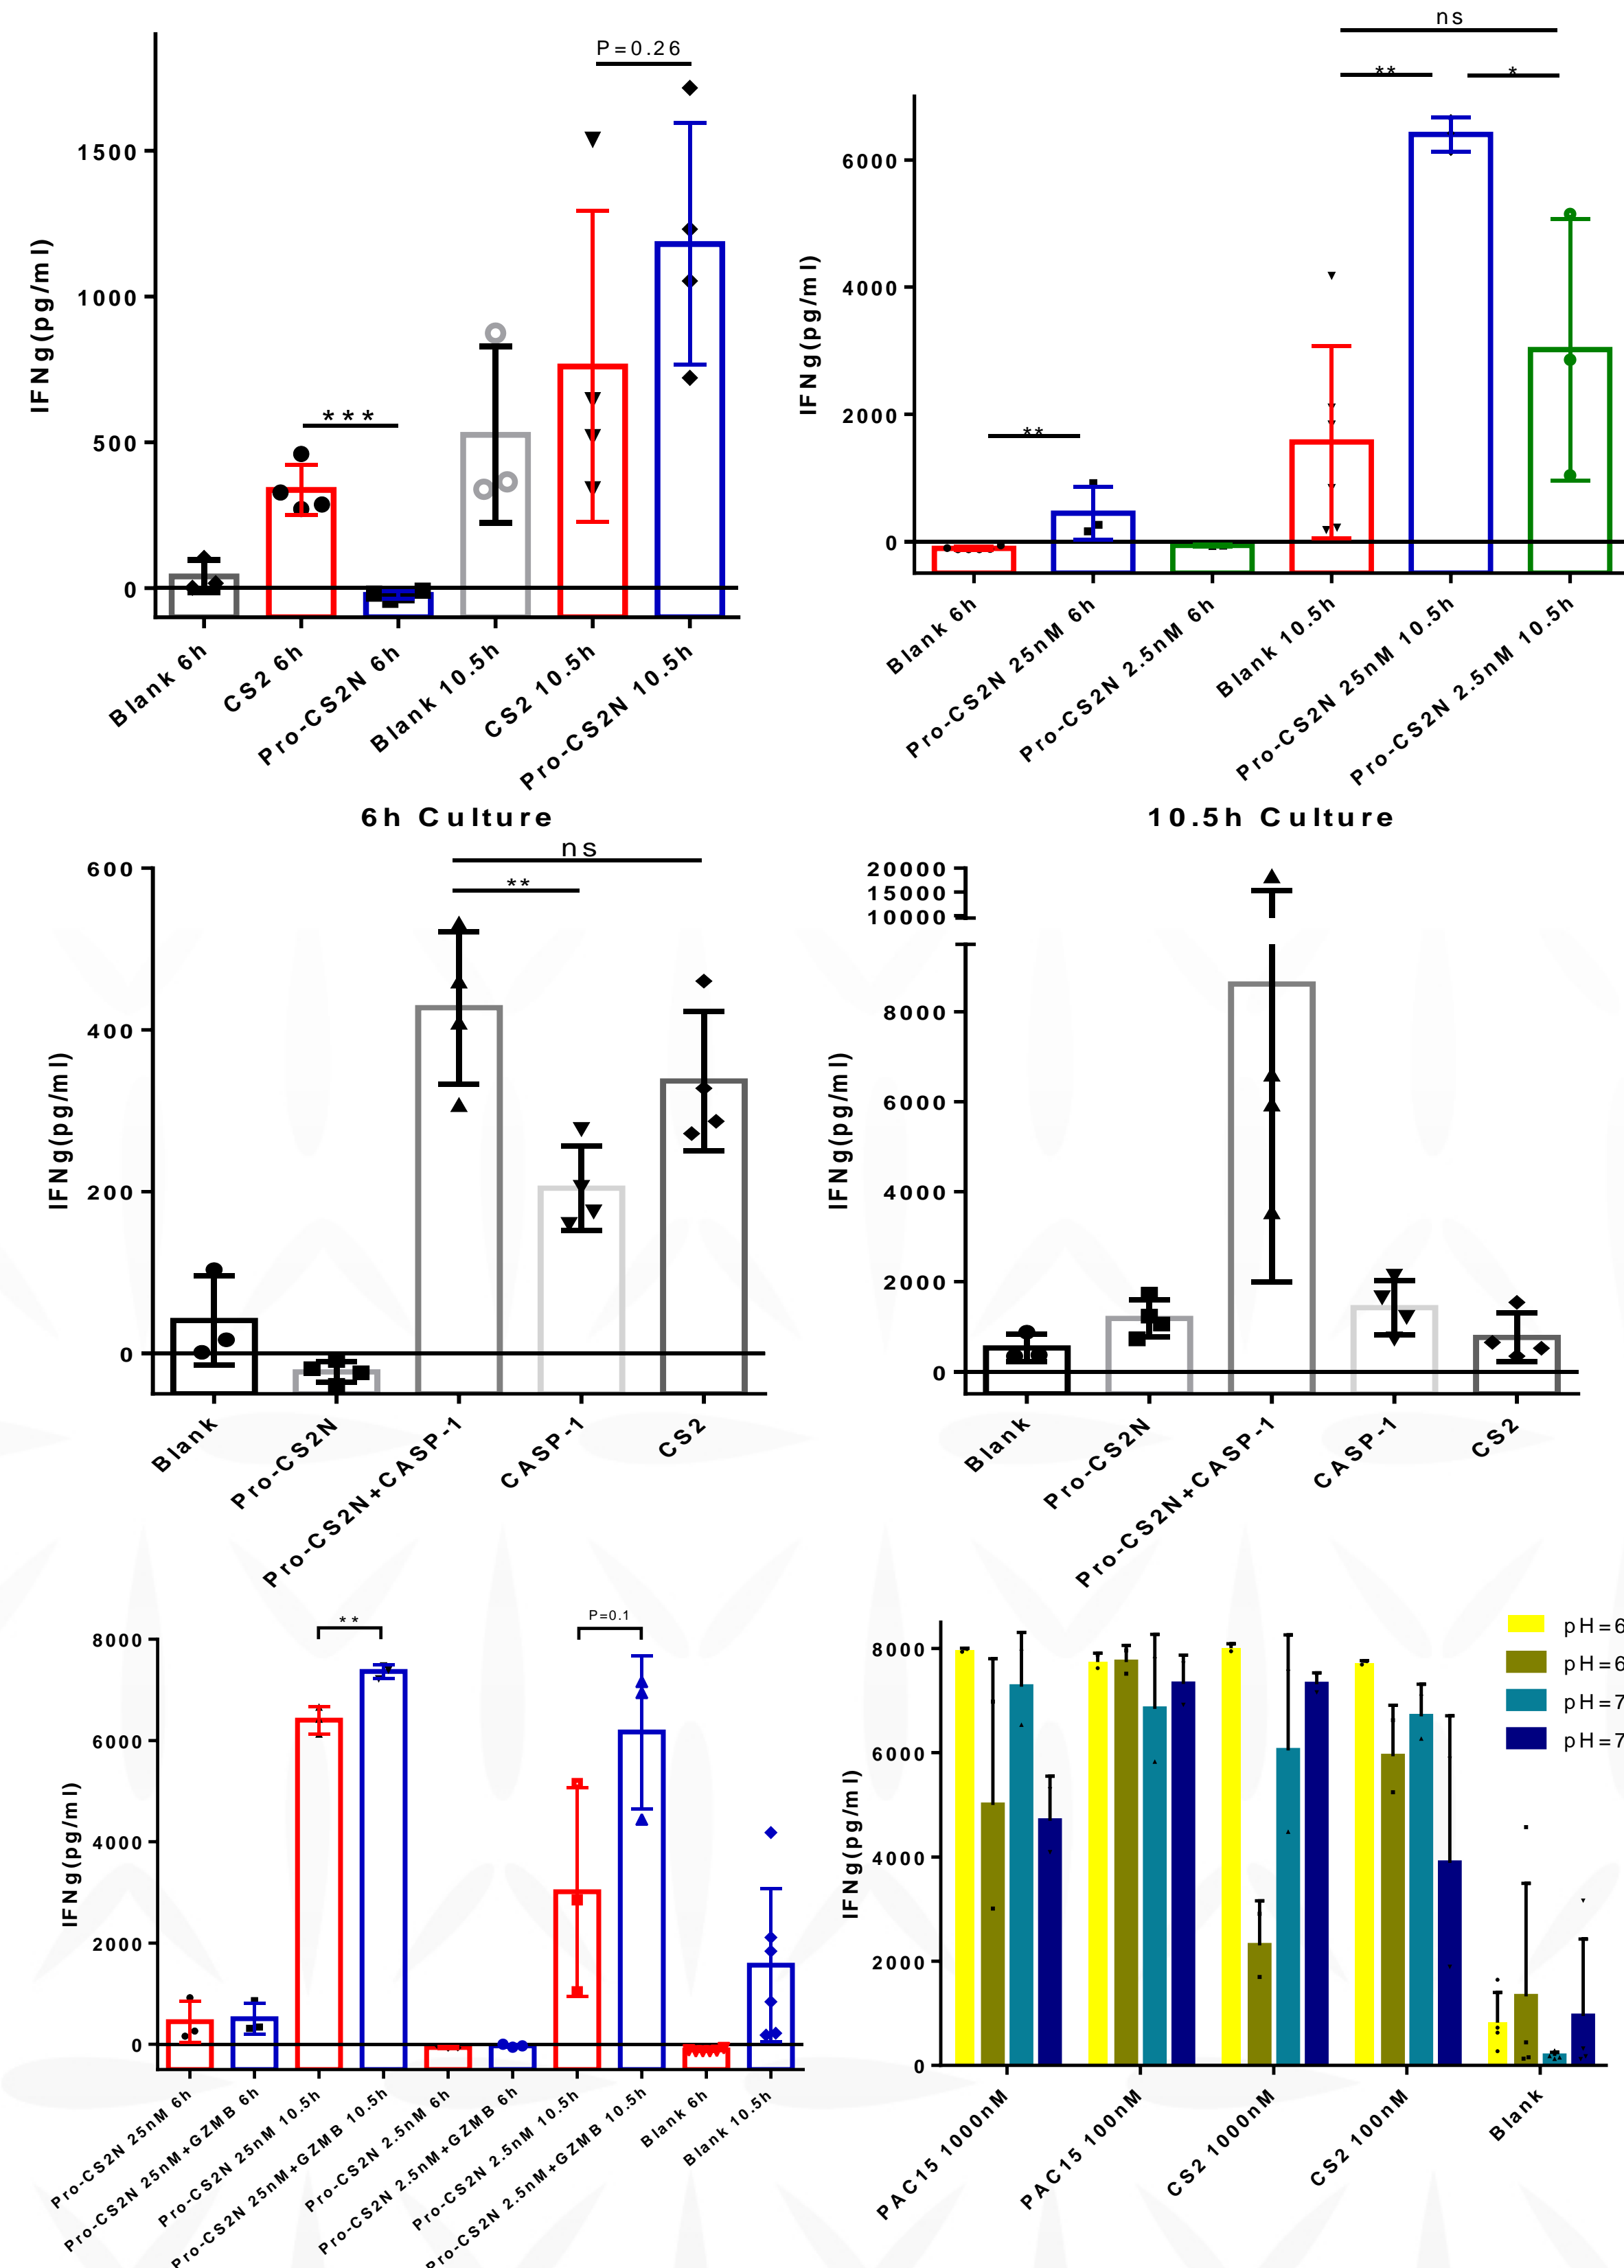 P=0.26
IFNg(pg/ml)
1500
1000
500
0
***
Blank 6h
CS2 6h
Pro-CS2N 6h
Blank 10.5h
CS2 10.5h
Pro-CS2N 10.5h
ns
**
*
IFNg(pg/ml)
6000
4000
2000
0
**
Blank 6h
Pro-CS2N 25nM 6h
Pro-CS2N 2.5nM 6h
Blank 10.5h
Pro-CS2N 25nM 10.5h
Pro-CS2N 2.5nM 10.5h
6h Culture
ns
**
IFNg(pg/ml)
600
400
200
0
Blank
Pro-CS2N
Pro-CS2N+CASP-1
CASP-1
CS2
10.5h Culture
IFNg(pg/ml)
20000
15000
10000
8000
6000
4000
2000
0
Blank
Pro-CS2N
Pro-CS2N+CASP-1
CASP-1
CS2
**
P=0.1
IFNg(pg/ml)
8000
6000
4000
2000
0
Pro-CS2N 25nM 6h
Pro-CS2N 25nM+GZMB 6h
Pro-CS2N 25nM 10.5h
Pro-CS2N 25nM+GZMB 10.5h
Pro-CS2N 2.5nM 6h
Pro-CS2N 2.5nM+GZMB 6h
Pro-CS2N 2.5nM 10.5h
Pro-CS2N 2.5nM+GZMB 10.5h
Blank 6h
Blank 10.5h
IFNg(pg/ml)
8000
6000
4000
2000
0
pH=6
pH=6
pH=7
pH=7
PAC15 1000nM
PAC15 100nM
CS2 1000nM
CS2 100nM
Blank